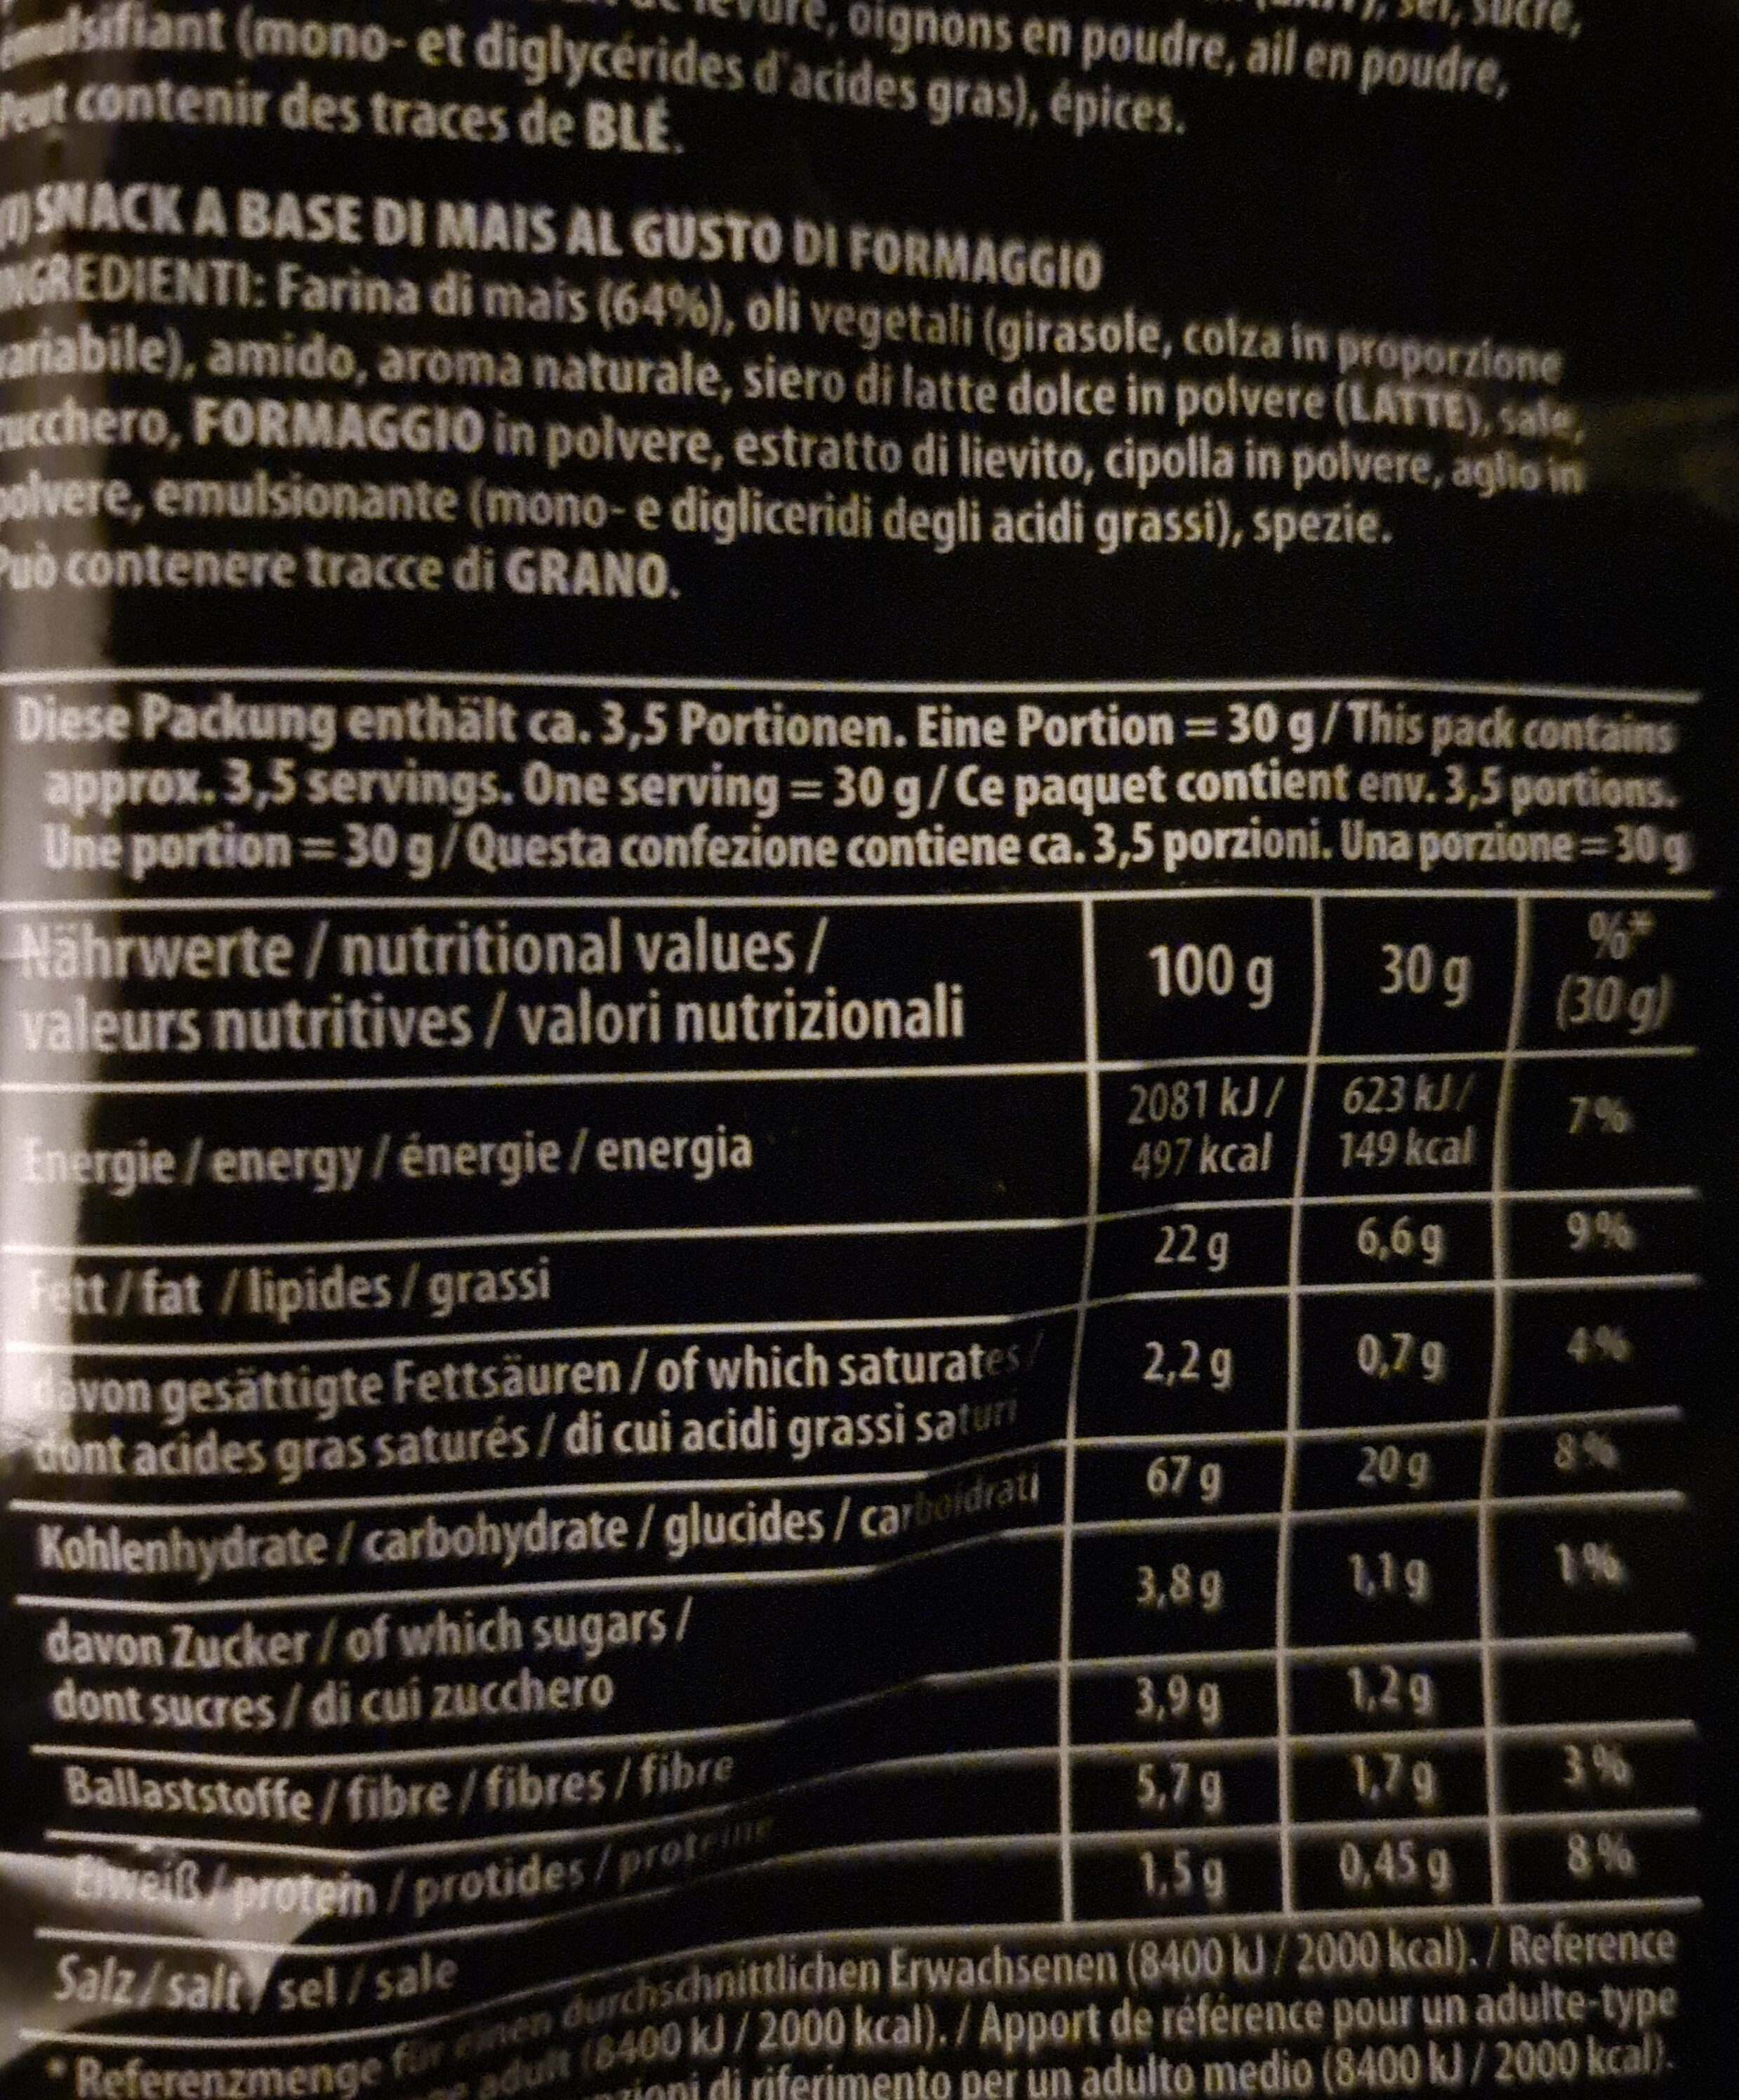 levure, oignons en poudre, ail en poudre, sel, sucre,
émulsifiant (mono- et diglycérides d'acides gras), épices.
Peut contenir des traces de BLÉ.
SNACK A BASE DI MAIS AL GUSTO DI FORMAGGIO
INGREDIENTI: Farina di mais (64%), oli vegetali (girasole, colza in proporzione
variabile), amido, aroma naturale, siero di latte dolce in polvere (LATTE), sale,
zucchero, FORMAGGIO in polvere, estratto di lievito, cipolla in polvere, aglio in
polvere, emulsionante (mono- e digliceridi degli acidi grassi), spezie.
Può contenere tracce di GRANO.
Diese Packung enthält ca. 3,5 Portionen. Eine Portion = 30 g / This pack contains
approx. 3,5 servings. One serving = 30 g / Ce paquet contient env. 3,5 portions.
Une portion = 30 g / Questa confezione contiene ca. 3,5 porzioni. Una porzione = 30 g
Nährwerte / nutritional values /
valeurs nutritives / valori nutrizionali
100 g
30 g
%*
(30 g)
Energie / energy / énergie / energia
2081 kJ /
497 kcal
623 kJ /
149 kcal
7%
Fett / fat / lipides / grassi
22 g
6,6 g
9%
davon gesättigte Fettsäuren / of which saturates /
dont acides gras saturés / di cui acidi grassi saturi
2,2 g
0,7 g
4%
Kohlenhydrate / carbohydrate / glucides / carboidrati
67 g
20 g
8%
davon Zucker / of which sugars /
dont sucres / di cui zucchero
3,8 g
1,1 g
1%
Ballaststoffe / fibre / fibres / fibre
3,9 g
1,2 g
Eiweiß / protein / protides / proteine
5,7 g
1,7 g
3%
Salz / salt / sel / sale
1,5 g
0,45 g
8%
* Referenzmenge für einen durchschnittlichen Erwachsenen (8400 kJ / 2000 kcal). / Reference
adult (8400 kJ / 2000 kcal). / Apport de référence pour un adulte-type
di riferimento per un adulto medio (8400 kJ / 2000 kcal).